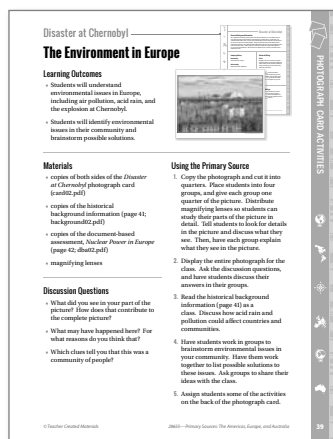 Disaster at Chernobyl
The Environment in Europe
Learning Outcomes
• Students will understand
environmental issues in Europe,
including air pollution, acid rain, and
the explosion at Chernobyl.
• Students will identify environmental
issues in their community and
brainstorm possible solutions.
Materials
• copies of both sides of the Disaster
at Chernobyl photograph card
(card02.pdf)
• copies of the historical
background information (page 41;
background02.pdf)
• copies of the document-based
assessment, Nuclear Power in Europe
(page 42; dba02.pdf)
• magnifying lenses
Discussion Questions
• What did you see in your part of the
picture? How does that contribute to
the complete picture?
• What may have happened here? For
what reasons do you think that?
• Which clues tell you that this was a
community of people?
Using the Primary Source
1. Copy the photograph and cut it into
quarters. Place students into four
groups, and give each group one
quarter of the picture. Distribute
magnifying lenses so students can
study their parts of the picture in
detail. Tell students to look for details
in the picture and discuss what they
see. Then, have each group explain
what they see in the picture.
2. Display the entire photograph for the
class. Ask the discussion questions,
and have students discuss their
answers in their groups.
3. Read the historical background
information (page 41) as a
class. Discuss how acid rain and
pollution could affect countries and
communities.
4. Have students work in groups to
brainstorm environmental issues in
your community. Have them work
together to list possible solutions to
these issues. Ask groups to share their
ideas with the class.
5. Assign students some of the activities
on the back of the photograph card.
PHOTOGRAPH CARD ACTIVITIES
© Teacher Created Materials
Primary Sources: The Americas, Europe, and Australia
39